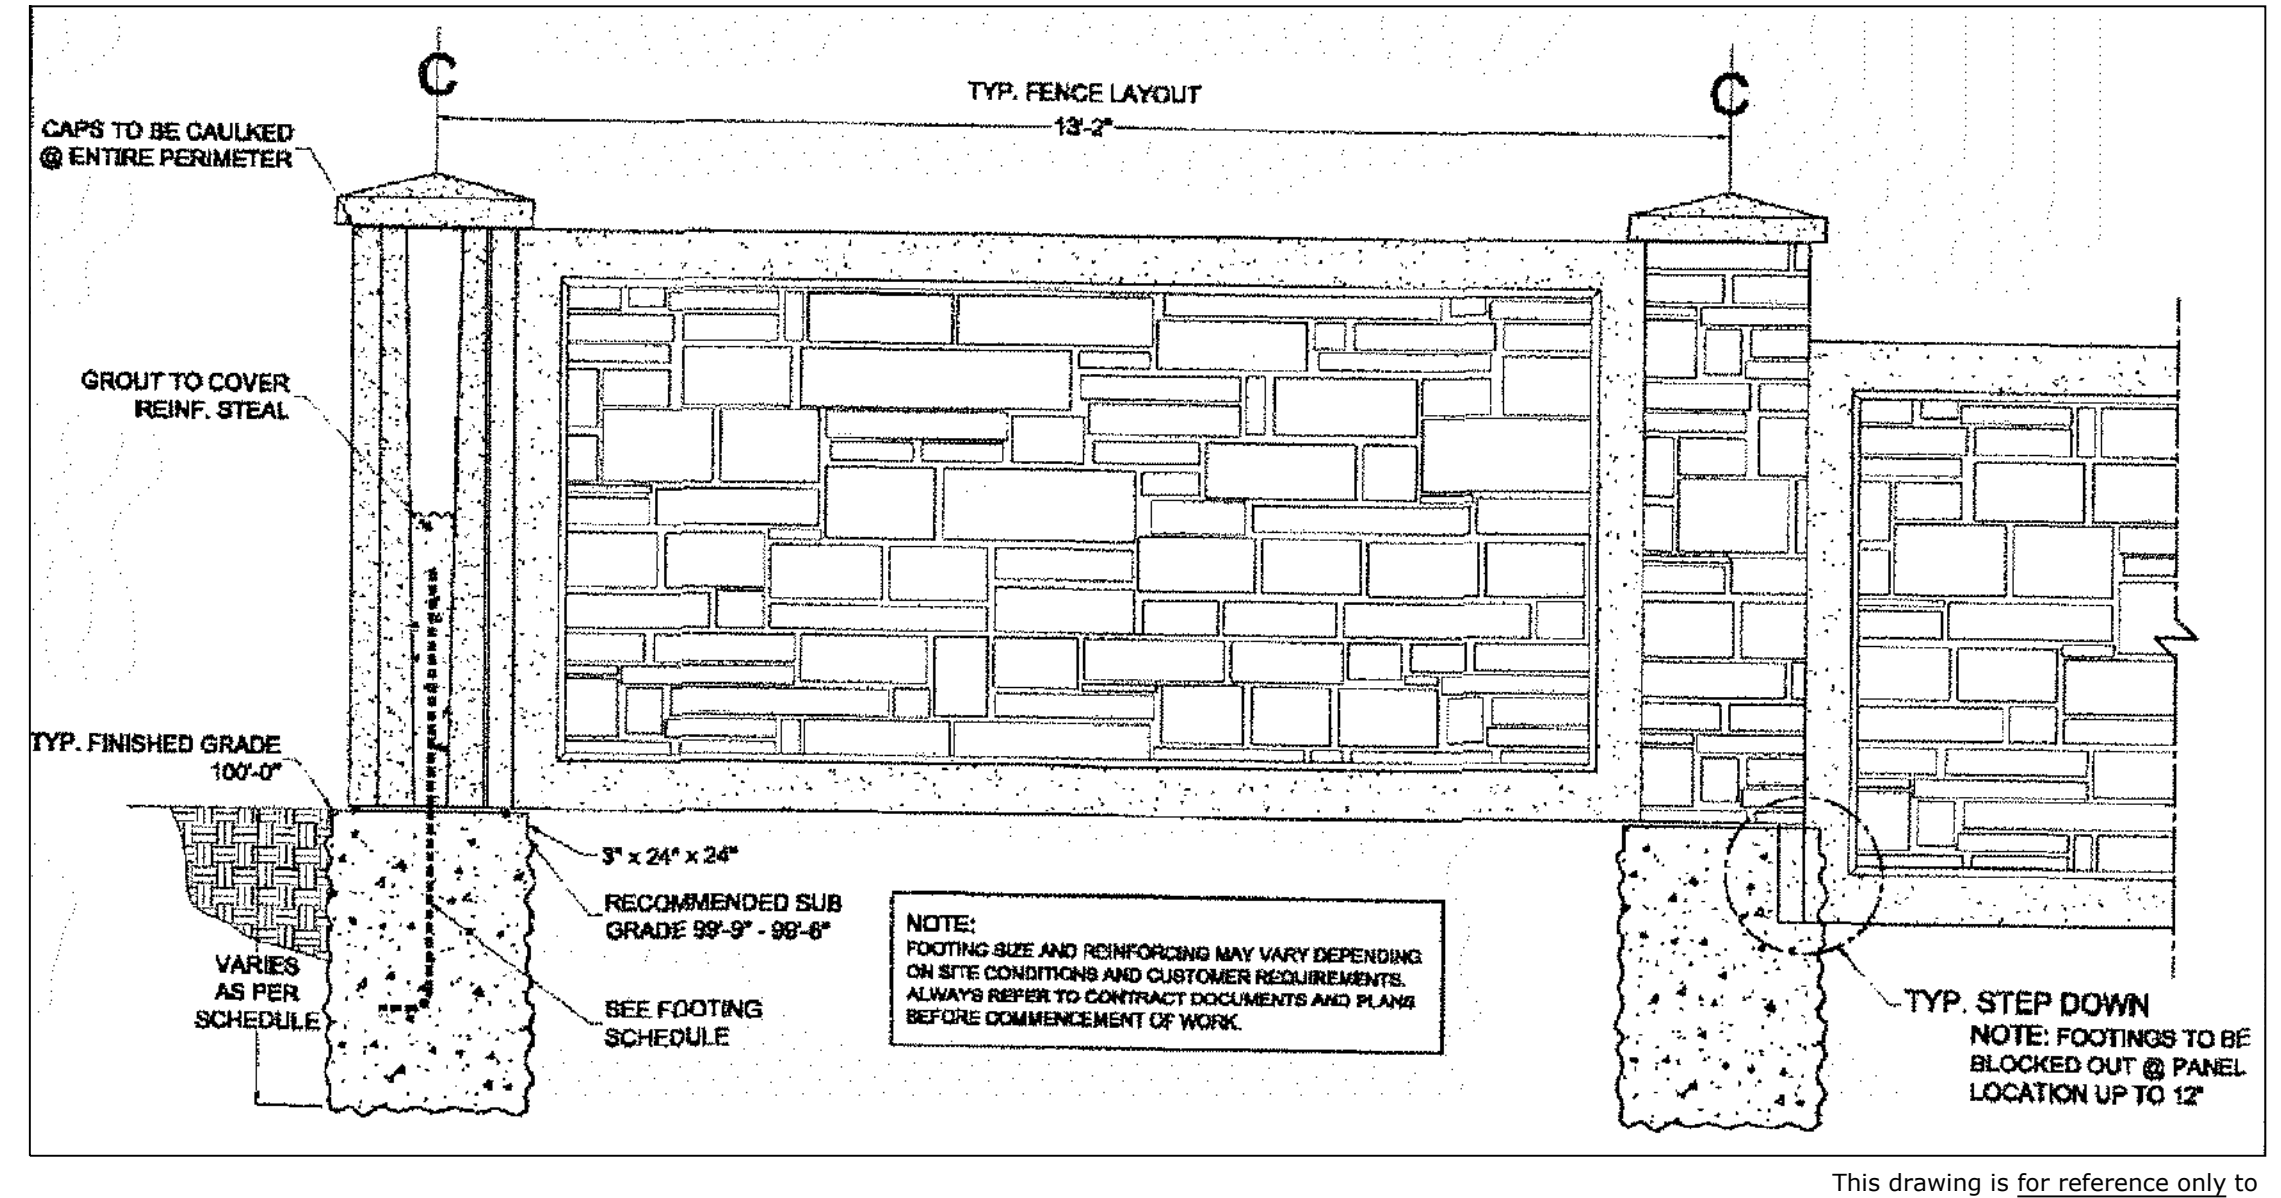 C
C
TYP. FENCE LAYOUT
13'-2"
CAPS TO BE CAULKED
@ ENTIRE PERIMETER
GROUT TO COVER
REINF. STEAL
TYP. FINISHED GRADE
100'-0"
3" x 24" x 24"
RECOMMENDED SUB
GRADE 99'-9" - 99'-6"
VARIES
AS PER
SCHEDULE
SEE FOOTING
SCHEDULE
NOTE:
FOOTING SIZE AND REINFORCING MAY VARY DEPENDING
ON SITE CONDITIONS AND CUSTOMER REQUIREMENTS.
ALWAYS REFER TO CONTRACT DOCUMENTS AND PLANS
BEFORE COMMENCEMENT OF WORK.
TYP. STEP DOWN
NOTE: FOOTINGS TO BE
BLOCKED OUT @ PANEL
LOCATION UP TO 12"
This drawing is for reference only to